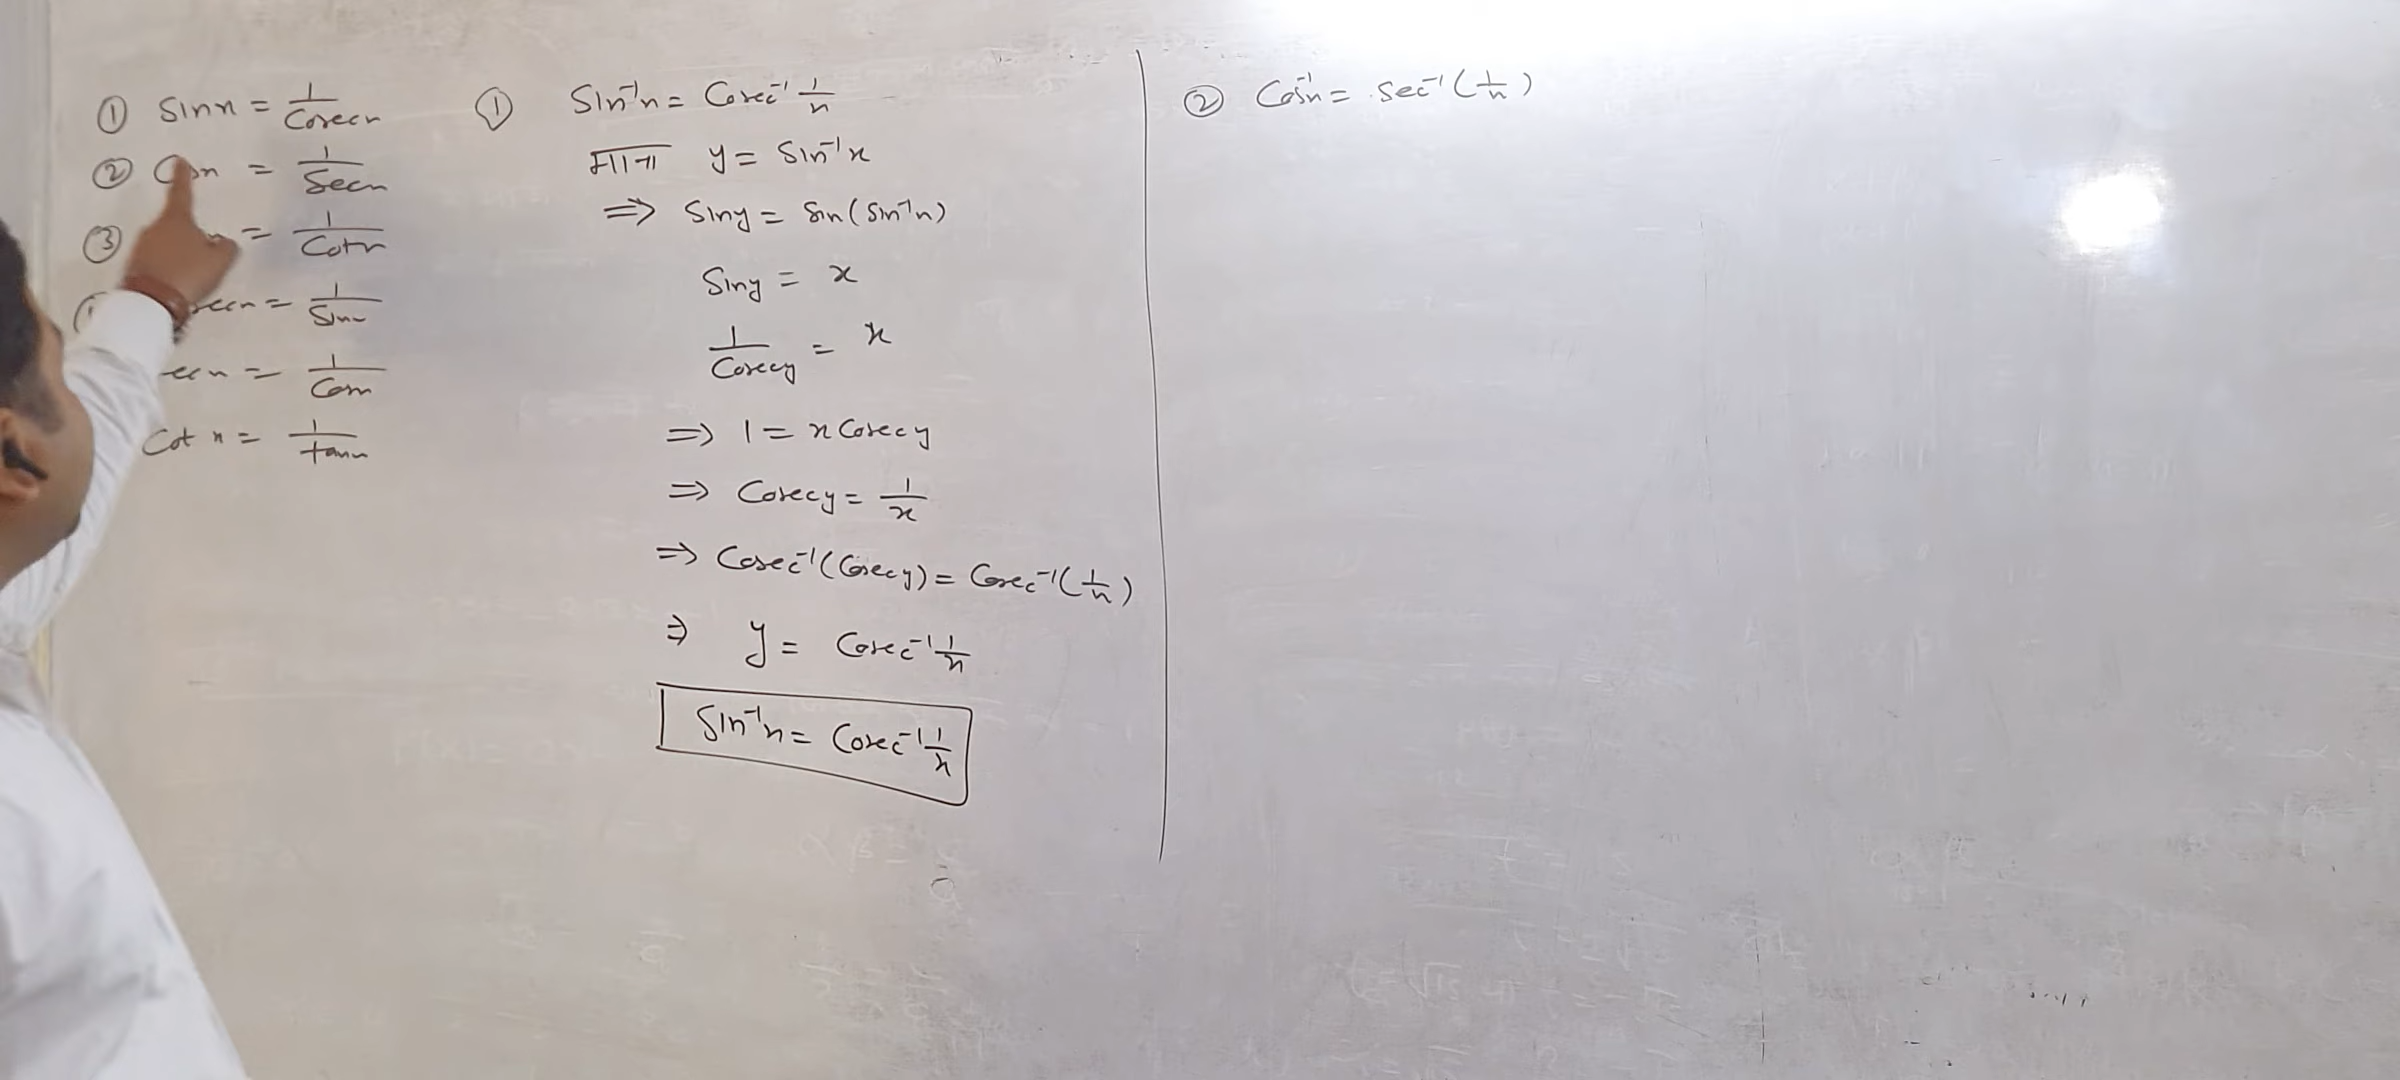 ① sinx = 1/Cosecx
② Cosx = 1/Secx
③ = 1/Cotx
= 1/Sinx
= 1/Cosx
Cot x = 1/tanx
① Sin⁻¹x = Cosec⁻¹ 1/x
माना y = Sin⁻¹x
⇒ Siny = Sin(Sin⁻¹x)
Siny = x
1/Cosecy = x
⇒ 1 = x Cosecy
⇒ Cosecy = 1/x
⇒ Cosec⁻¹(Cosecy) = Cosec⁻¹(1/x)
⇒ y = Cosec⁻¹ 1/x
Sin⁻¹x = Cosec⁻¹ 1/x
② Cos⁻¹x = Sec⁻¹(1/x)